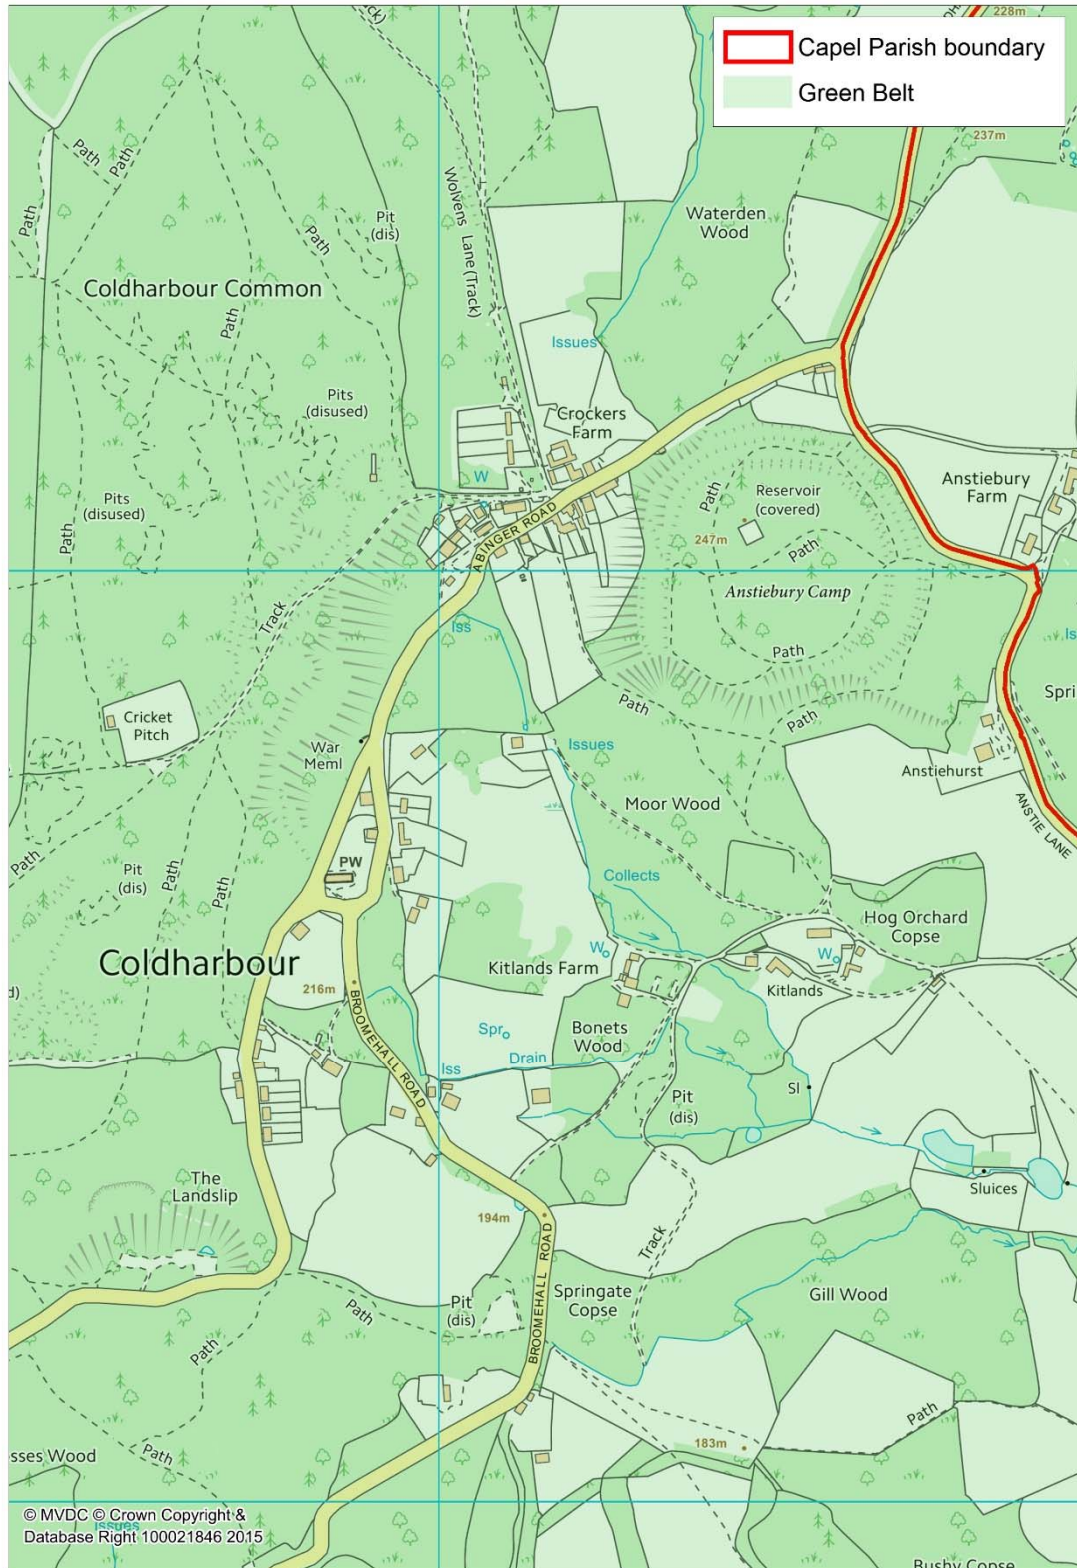 Track)
228m
Capel Parish boundary
Green Belt
237m
Path
Path
Path
Wolvens Lane (Track)
Waterden
Wood
Pit
(dis)
Path
Coldharbour Common
Path
Issues
Pits
(disused)
Crockers
Farm
W
Anstiebury
Farm
Reservoir
(covered)
Path
Pits
(disused)
Path
ABINGER ROAD
247m
Path
Anstiebury Camp
Track
Iss
Path
Is
Path
Path
Spri
Cricket
Pitch
War
Meml
Issues
Anstiehurst
Moor Wood
ANSTIE LANE
Path
Pit
(dis)
Path
Path
PW
Collects
Hog Orchard
Copse
Coldharbour
W
W
Kitlands Farm
Kitlands
d)
216m
BROOMEHALL ROAD
Spr
Bonets
Wood
Iss
Drain
Pit
(dis)
SI
The
Landslip
Sluices
194m
Track
BROOMEHALL ROAD
Springate
Copse
Gill Wood
Pit
(dis)
Path
Path
Path
Path
183m
sses Wood
© MVDC © Crown Copyright &
Database Right 100021846 2015
Issues
Bushy Copse